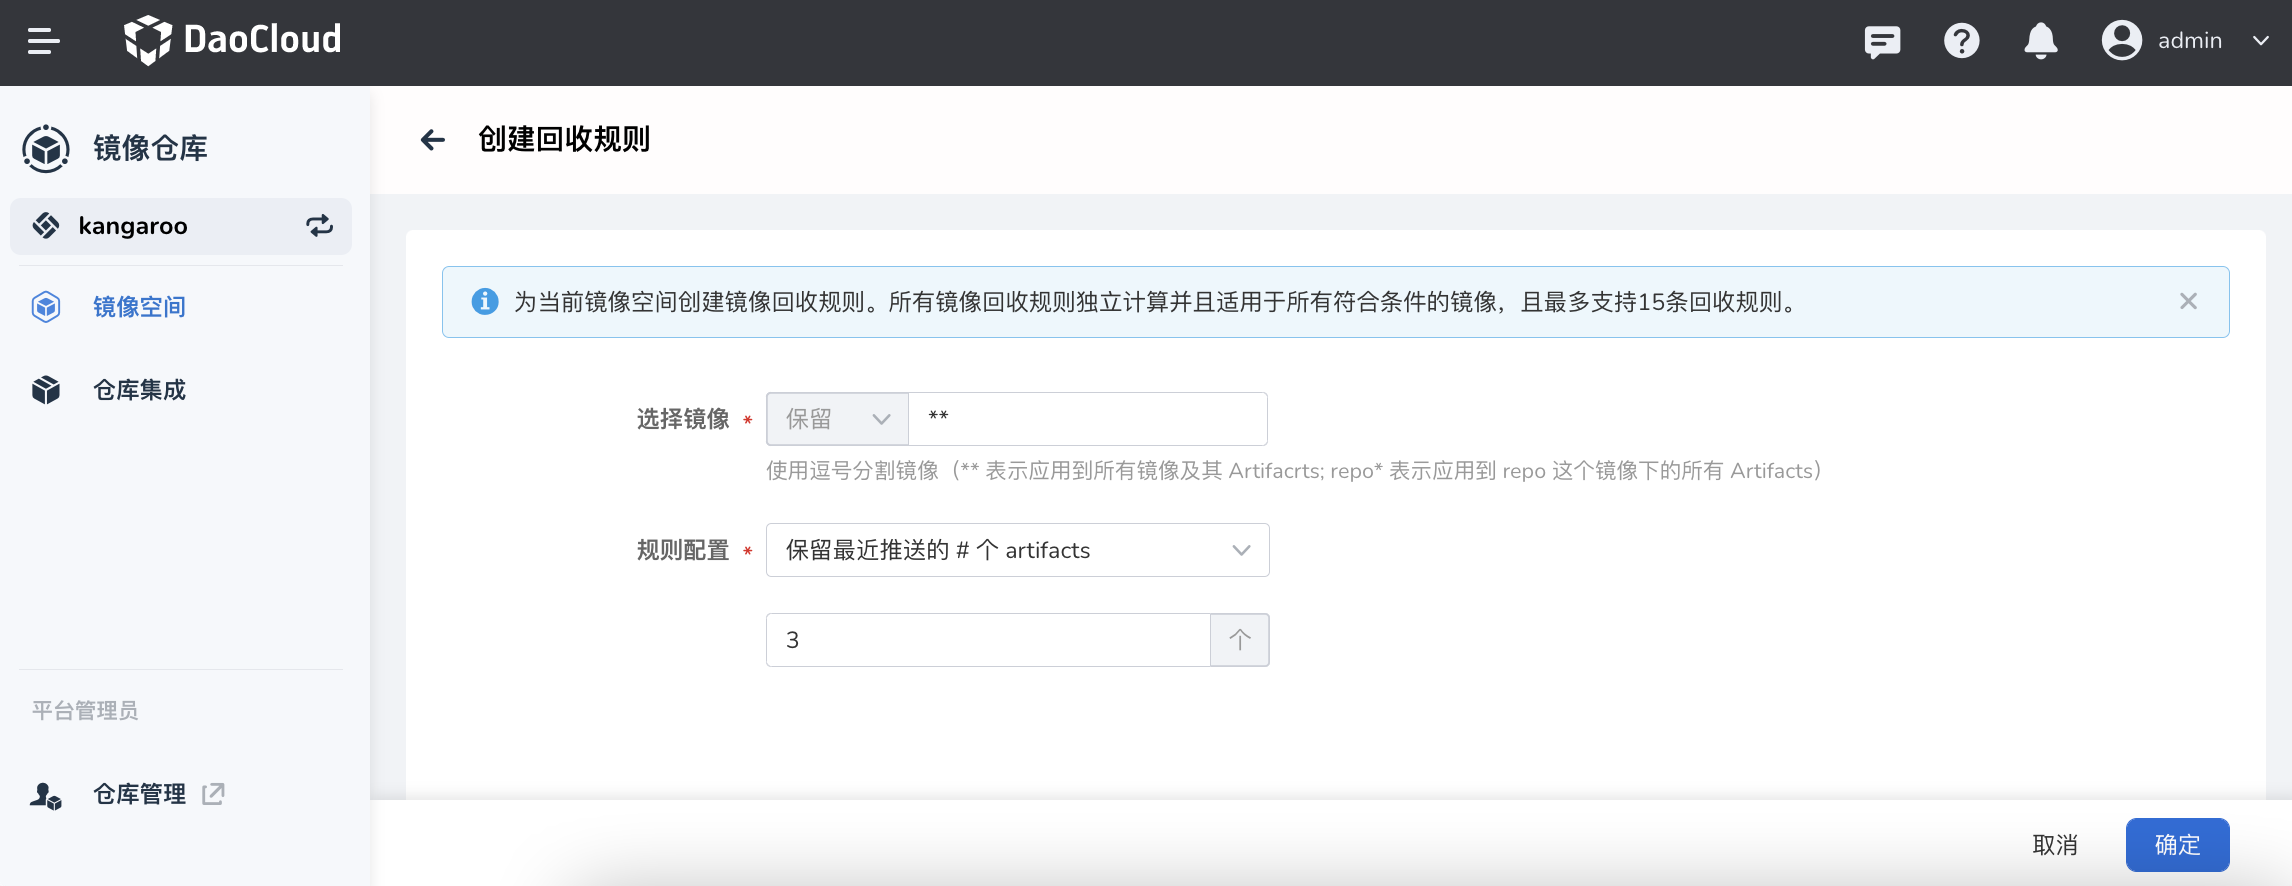 DaoCloud
admin
镜像仓库
kangaroo
镜像空间
仓库集成
平台管理员
仓库管理
创建回收规则
为当前镜像空间创建镜像回收规则。所有镜像回收规则独立计算并且适用于所有符合条件的镜像，且最多支持15条回收规则。
选择镜像 * 保留 **
使用逗号分割镜像（** 表示应用到所有镜像及其 Artifacrts; repo* 表示应用到 repo 这个镜像下的所有 Artifacts）
规则配置 * 保留最近推送的 # 个 artifacts
3 个
取消 确定